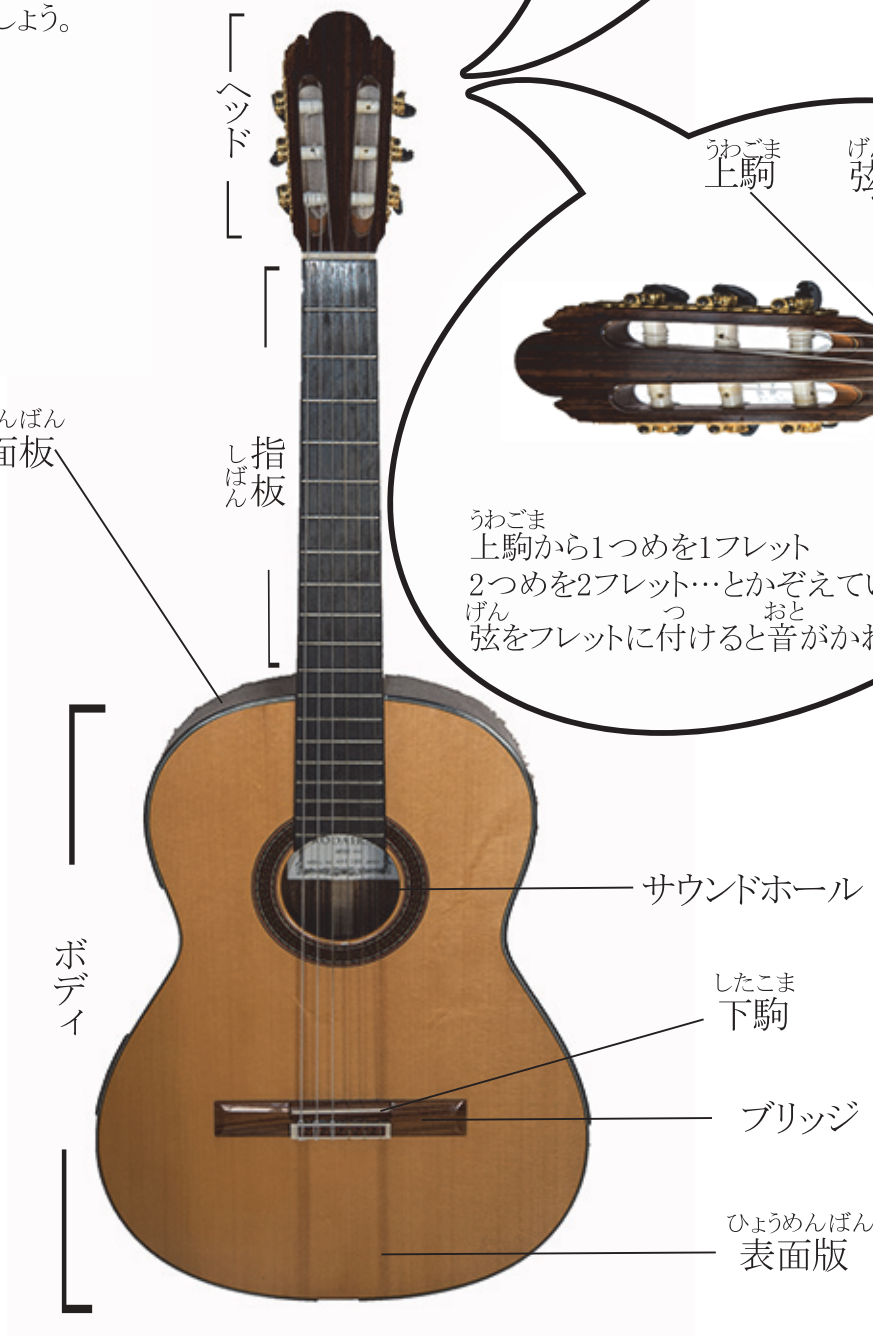 しょう。
ヘッド
うわごま
上駒
弦
指板
しばん
んばん
面板
うわごま
上駒から1つめを1フレット
2つめを2フレット…とかぞえてい
げん つ おと
弦をフレットに付けると音がかわ
サウンドホール
ボディ
したこま
下駒
ブリッジ
ひょうめんばん
表面版